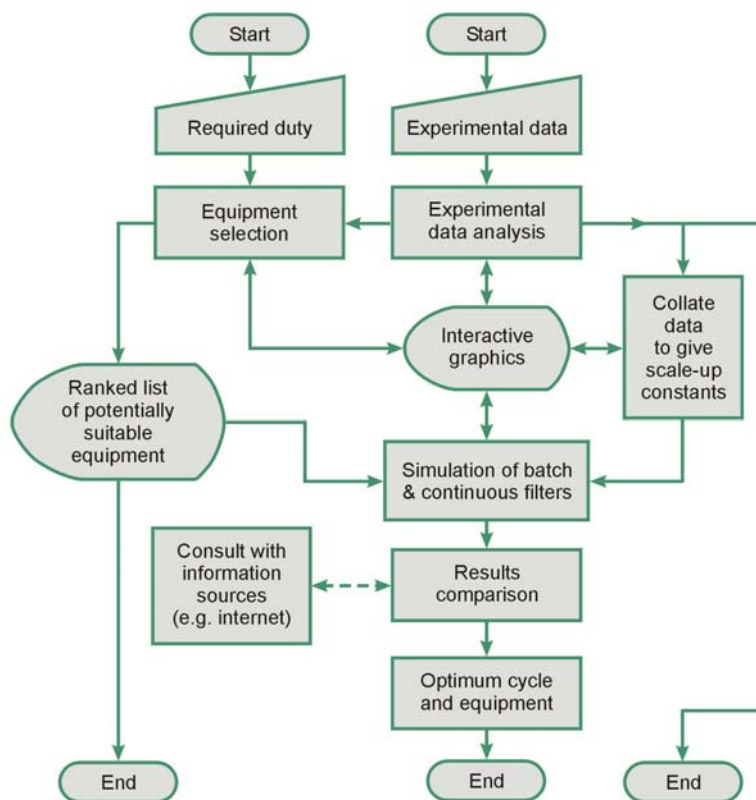 Start
Start
Required duty
Experimental data
Equipment
selection
Experimental
data analysis
Collate
data
to give
scale-up
constants
Interactive
graphics
Ranked list
of potentially
suitable
equipment
Simulation of batch
& continuous filters
Consult with
information
sources
(e.g. internet)
Results
comparison
Optimum cycle
and equipment
End
End
End